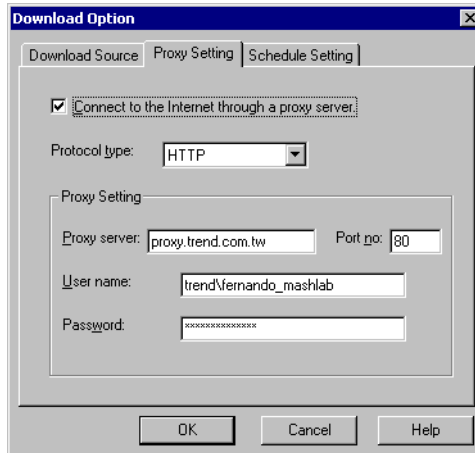 Download Option
Download Source Proxy Setting Schedule Setting
Connect to the Internet through a proxy server.
Protocol type: HTTP
Proxy Setting
Proxy server: proxy.trend.com.tw Port no: 80
User name: trend\fernando_mashlab
Password: xxxxxxxxxxxxxx
OK Cancel Help